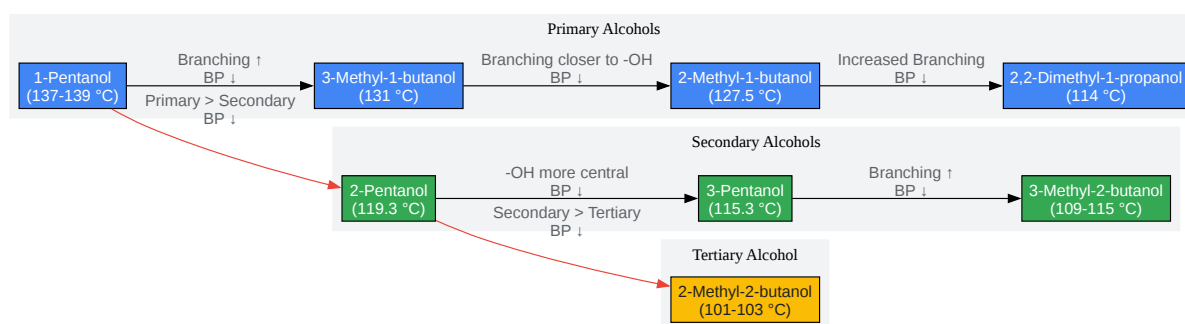 Primary Alcohols
1-Pentanol
(137-139 °C)
Branching ↑
BP ↓
Primary > Secondary
BP ↓
3-Methyl-1-butanol
(131 °C)
Branching closer to -OH
BP ↓
2-Methyl-1-butanol
(127.5 °C)
Increased Branching
BP ↓
2,2-Dimethyl-1-propanol
(114 °C)
Secondary Alcohols
2-Pentanol
(119.3 °C)
-OH more central
BP ↓
Secondary > Tertiary
BP ↓
3-Pentanol
(115.3 °C)
Branching ↑
BP ↓
3-Methyl-2-butanol
(109-115 °C)
Tertiary Alcohol
2-Methyl-2-butanol
(101-103 °C)